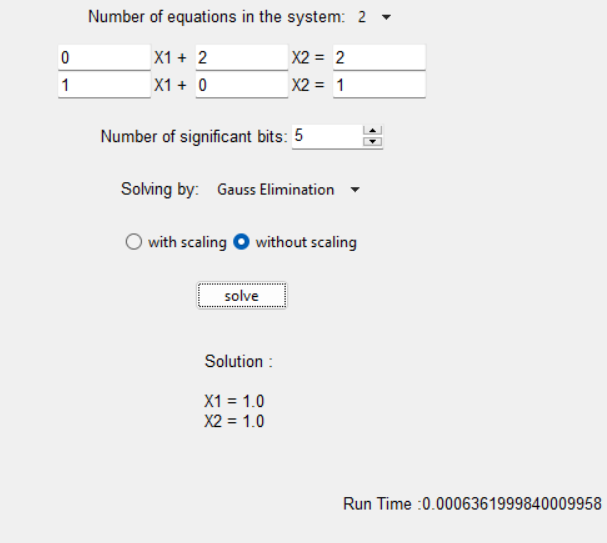 Number of equations in the system: 2
0 X1 + 2 X2 = 2
1 X1 + 0 X2 = 1
Number of significant bits: 5
Solving by: Gauss Elimination
with scaling without scaling
solve
Solution :
X1 = 1.0
X2 = 1.0
Run Time :0.0006361999840009958